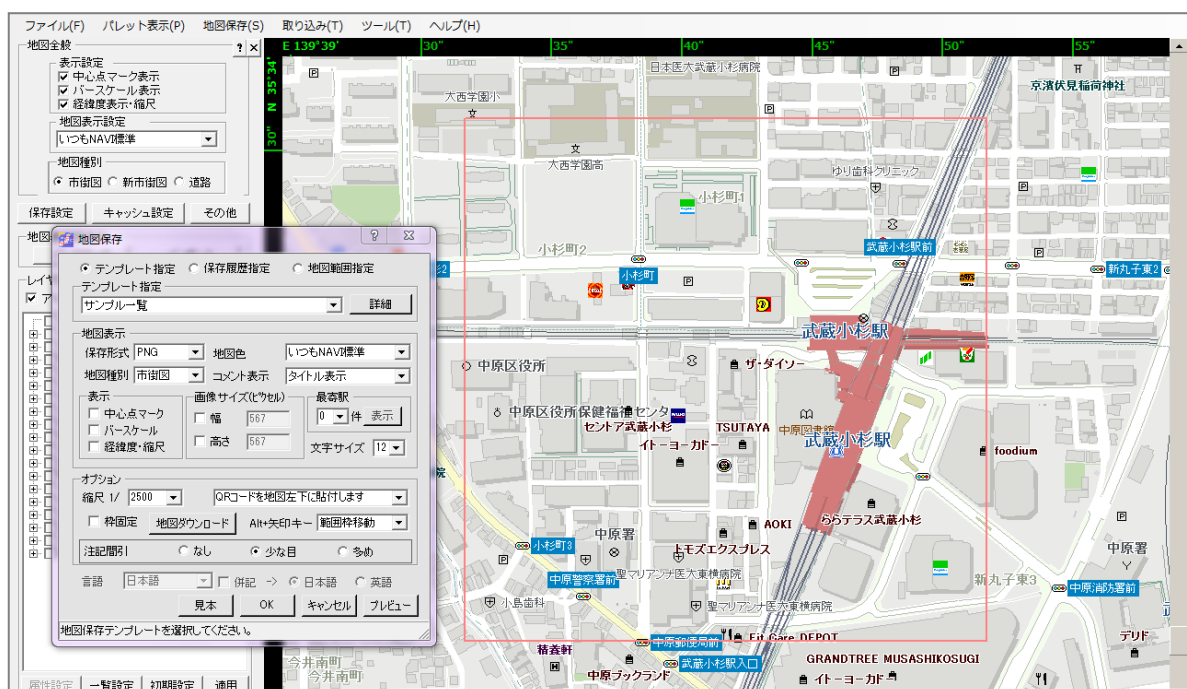 ファイル(F) パレット表示(P) 地図保存(S) 取り込み(T) ツール(T) ヘルプ(H)
地図全般 ? ×
表示設定
中心点マーク表示
バースケール表示
経緯度表示・縮尺
地図表示設定
いつもNAVI標準
地図種別
市街図 新市街図 道路
保存設定 キャッシュ設定 その他
地図保存
テンプレート指定 保存履歴指定 地図範囲指定
テンプレート指定
サンプル一覧 詳細
地図表示
保存形式 PNG 地図色 いつもNAVI標準
地図種別 市街図 コメント表示 タイトル表示
表示 画像サイズ(ピクセル) 最寄駅
中心点マーク 幅 567 0 件 表示
バースケール
経緯度・縮尺 高さ 567 文字サイズ 12
オプション
縮尺 1/ 2500 QRコードを地図左下に貼付します
枠固定 地図ダウンロード Alt+矢印キー 範囲枠移動
注記間引 なし 少な目 多め
言語 日本語 併記 -> 日本語 英語
見本 OK キャンセル プレビュー
地図保存テンプレートを選択してください。
属性設定 一覧設定 初期設定 適用
E 139°39' 30" 35" 40" 45" 50" 55"
N 35°34'
30"
日本医大武蔵小杉病院
京濱伏見稲荷神社
大西学園小
大西学園高
ゆり歯科クリニック
小杉町1
小杉町2
武蔵小杉駅前
小杉町
新丸子東2
武蔵小杉駅
中原区役所
ザ・ダイソー
中原区役所保健福祉センタ
セントア武蔵小杉
TSUTAYA
中原図書館
イトーヨーカドー
武蔵小杉駅
foodium
AOKI
ららテラス武蔵小杉
中原署
小杉町3
トモズエクスプレス
中原署
中原警察署前
聖マリアンナ医大東横病院
新丸子東3
中原消防署前
小島歯科
聖マリアンナ医大東横病院
中原郵便局前
Fit Care DEPOT
デリド
精養軒
武蔵小杉駅入口
GRANDTREE MUSASHIKOSUGI
今井南町
今井南町
中原ブックランド
イトーヨーカドー